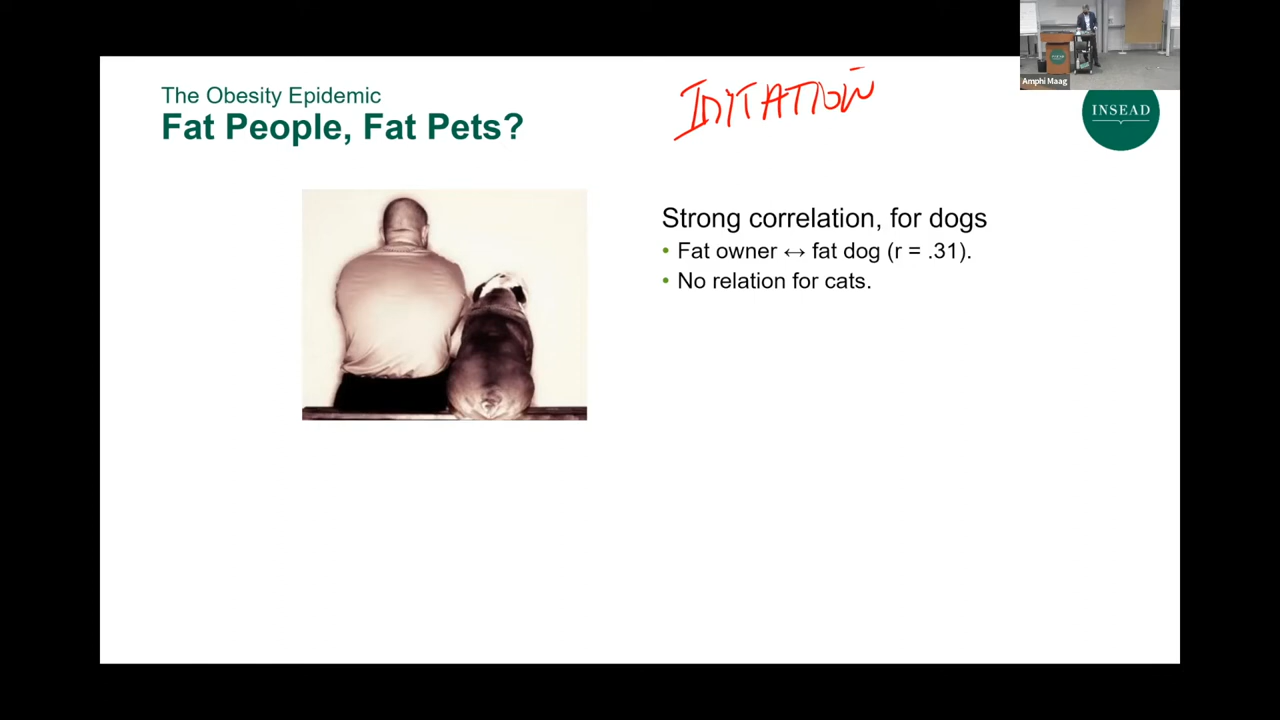 The Obesity Epidemic
Fat People, Fat Pets?
IMITATION
Amphi Maag
INSEAD
Strong correlation, for dogs
• Fat owner ↔ fat dog (r = .31).
• No relation for cats.